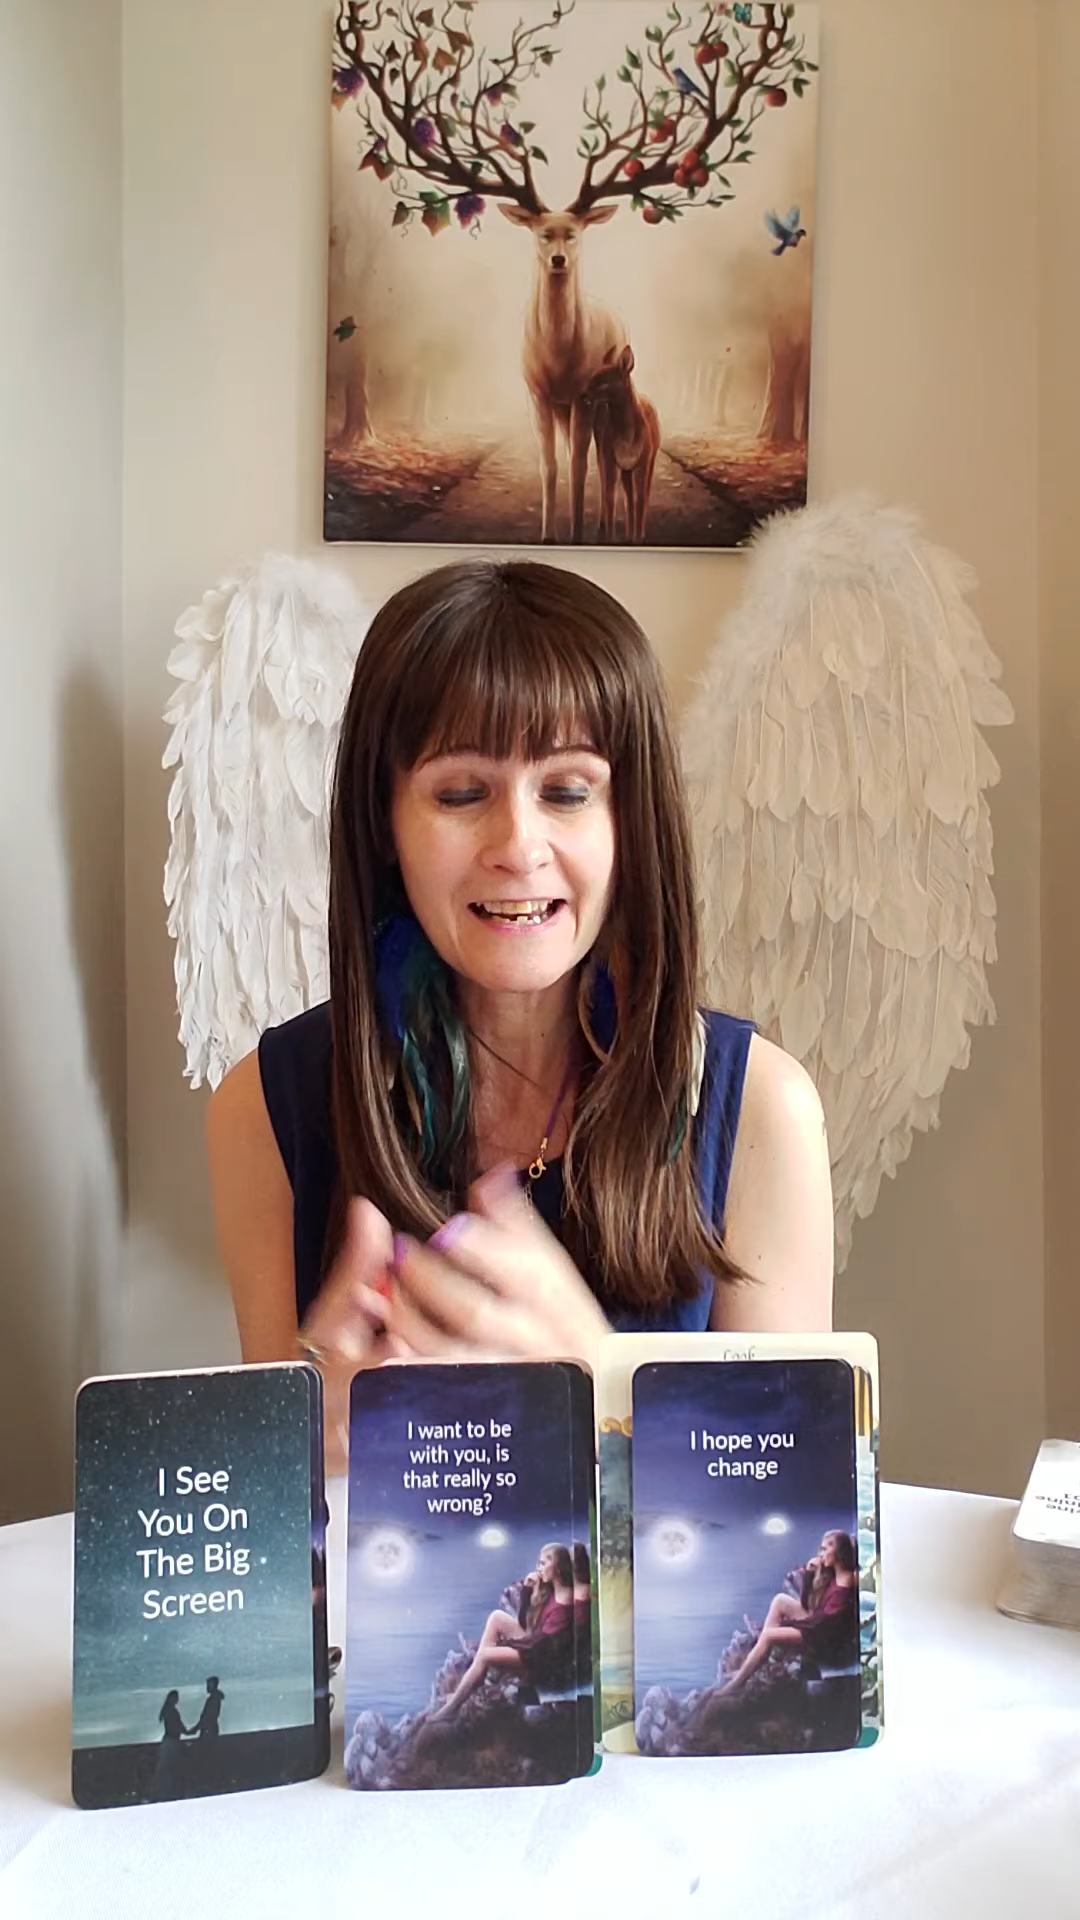 I See
You On
The Big
Screen
I want to be
with you, is
that really so
wrong?
I hope you
change